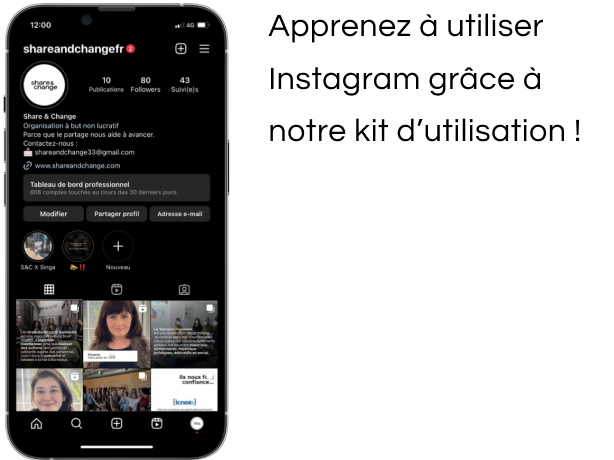 12:00
4G
Apprenez à utiliser
Instagram grâce à
notre kit d’utilisation !
shareandchangefr 2
share&
change
10
80
43
Publications
Followers
Suivi(e)s
Share & Change
Organisation à but non lucratif
Parce que le partage nous aide à avancer.
Contactez-nous :
shareandchange33@gmail.com
www.shareandchange.com
Tableau de bord professionnel
806 comptes touchés au cours des 30 derniers jours.
Modifier
Partager profil
Adresse e-mail
S&C X Singa
Nouveau
Ils nous f...
confiance...